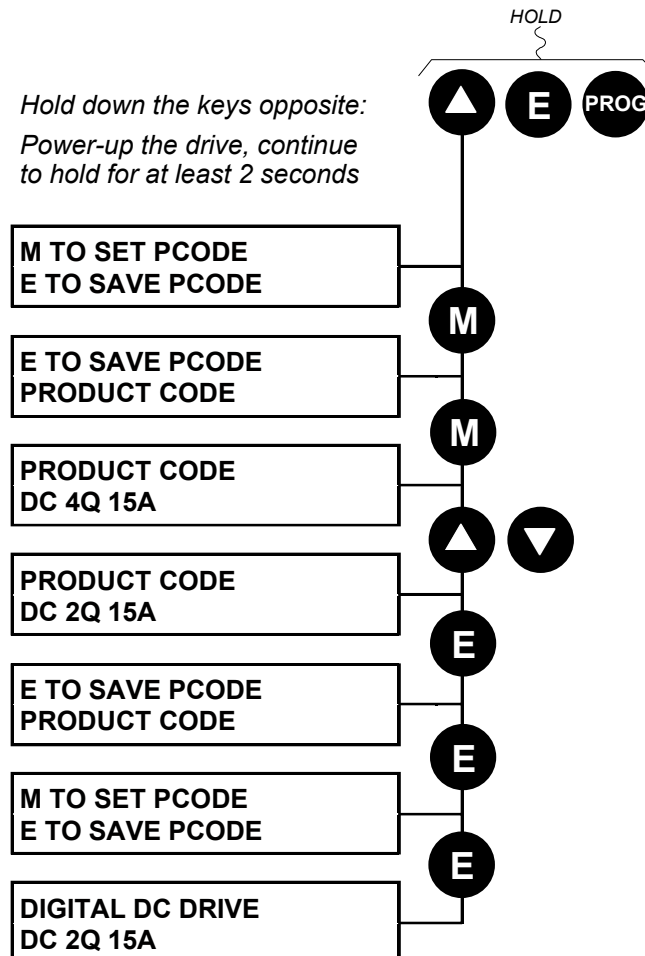 HOLD
Hold down the keys opposite:
E
PROG
Power-up the drive, continue
to hold for at least 2 seconds
M TO SET PCODE
E TO SAVE PCODE
M
E TO SAVE PCODE
PRODUCT CODE
M
PRODUCT CODE
DC 4Q 15A
PRODUCT CODE
DC 2Q 15A
E
E TO SAVE PCODE
PRODUCT CODE
E
M TO SET PCODE
E TO SAVE PCODE
E
DIGITAL DC DRIVE
DC 2Q 15A